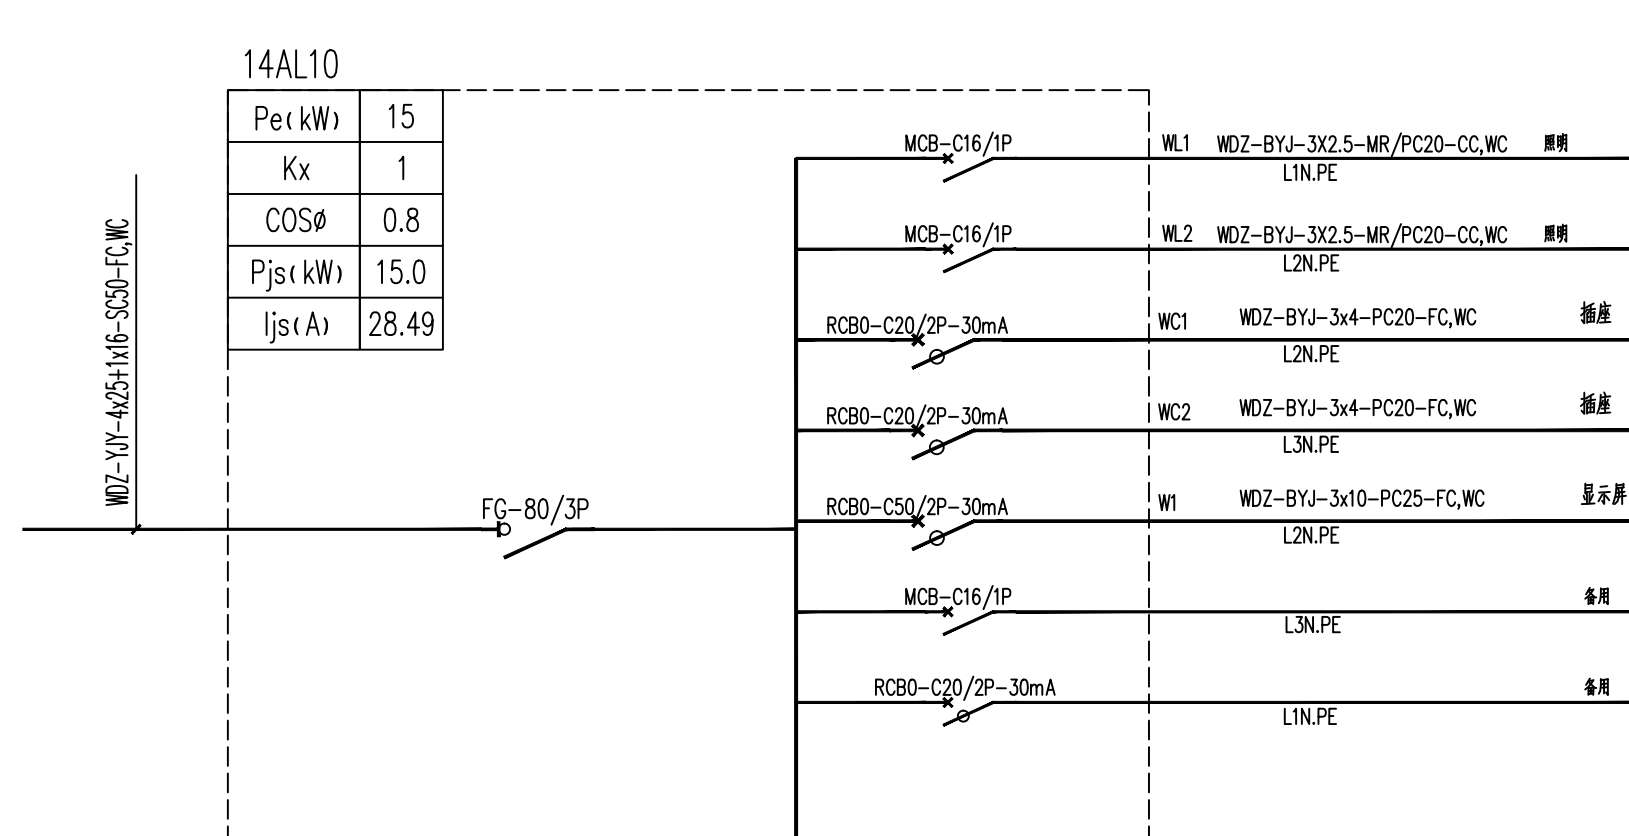 14AL10
Pe(kW) 15
Kx 1
COSø 0.8
Pjs(kW) 15.0
Ijs(A) 28.49
WDZ-YJY-4x25+1x16-SC50-FC,WC
FG-80/3P
MCB-C16/1P WL1 WDZ-BYJ-3X2.5-MR/PC20-CC,WC 照明
L1N.PE
MCB-C16/1P WL2 WDZ-BYJ-3X2.5-MR/PC20-CC,WC 照明
L2N.PE
RCBO-C20/2P-30mA WC1 WDZ-BYJ-3x4-PC20-FC,WC 插座
L2N.PE
RCBO-C20/2P-30mA WC2 WDZ-BYJ-3x4-PC20-FC,WC 插座
L3N.PE
RCBO-C50/2P-30mA W1 WDZ-BYJ-3x10-PC25-FC,WC 显示屏
L2N.PE
MCB-C16/1P 备用
L3N.PE
RCBO-C20/2P-30mA 备用
L1N.PE